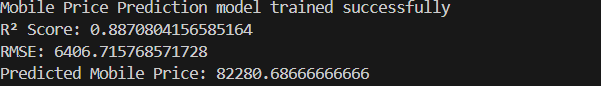 Mobile Price Prediction model trained successfully
R² Score: 0.8870804156585164
RMSE: 6406.715768571728
Predicted Mobile Price: 82280.68666666666